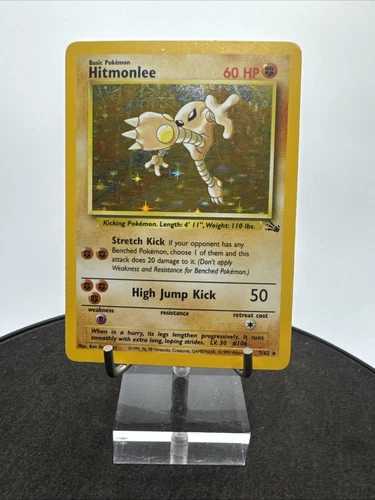 Basic Pokémon
Hitmonlee
60 HP
Kicking Pokémon. Length: 4' 11", Weight: 110 lbs.
Stretch Kick If your opponent has any
Benched Pokémon, choose 1 of them and this
attack does 20 damage to it. (Don't apply
Weakness and Resistance for Benched Pokémon.)
High Jump Kick 50
weakness resistance retreat cost
When in a hurry, its legs lengthen progressively. It runs
smoothly with extra long, loping strides. LV. 30 #106
Illus. Ken 7/62 ★